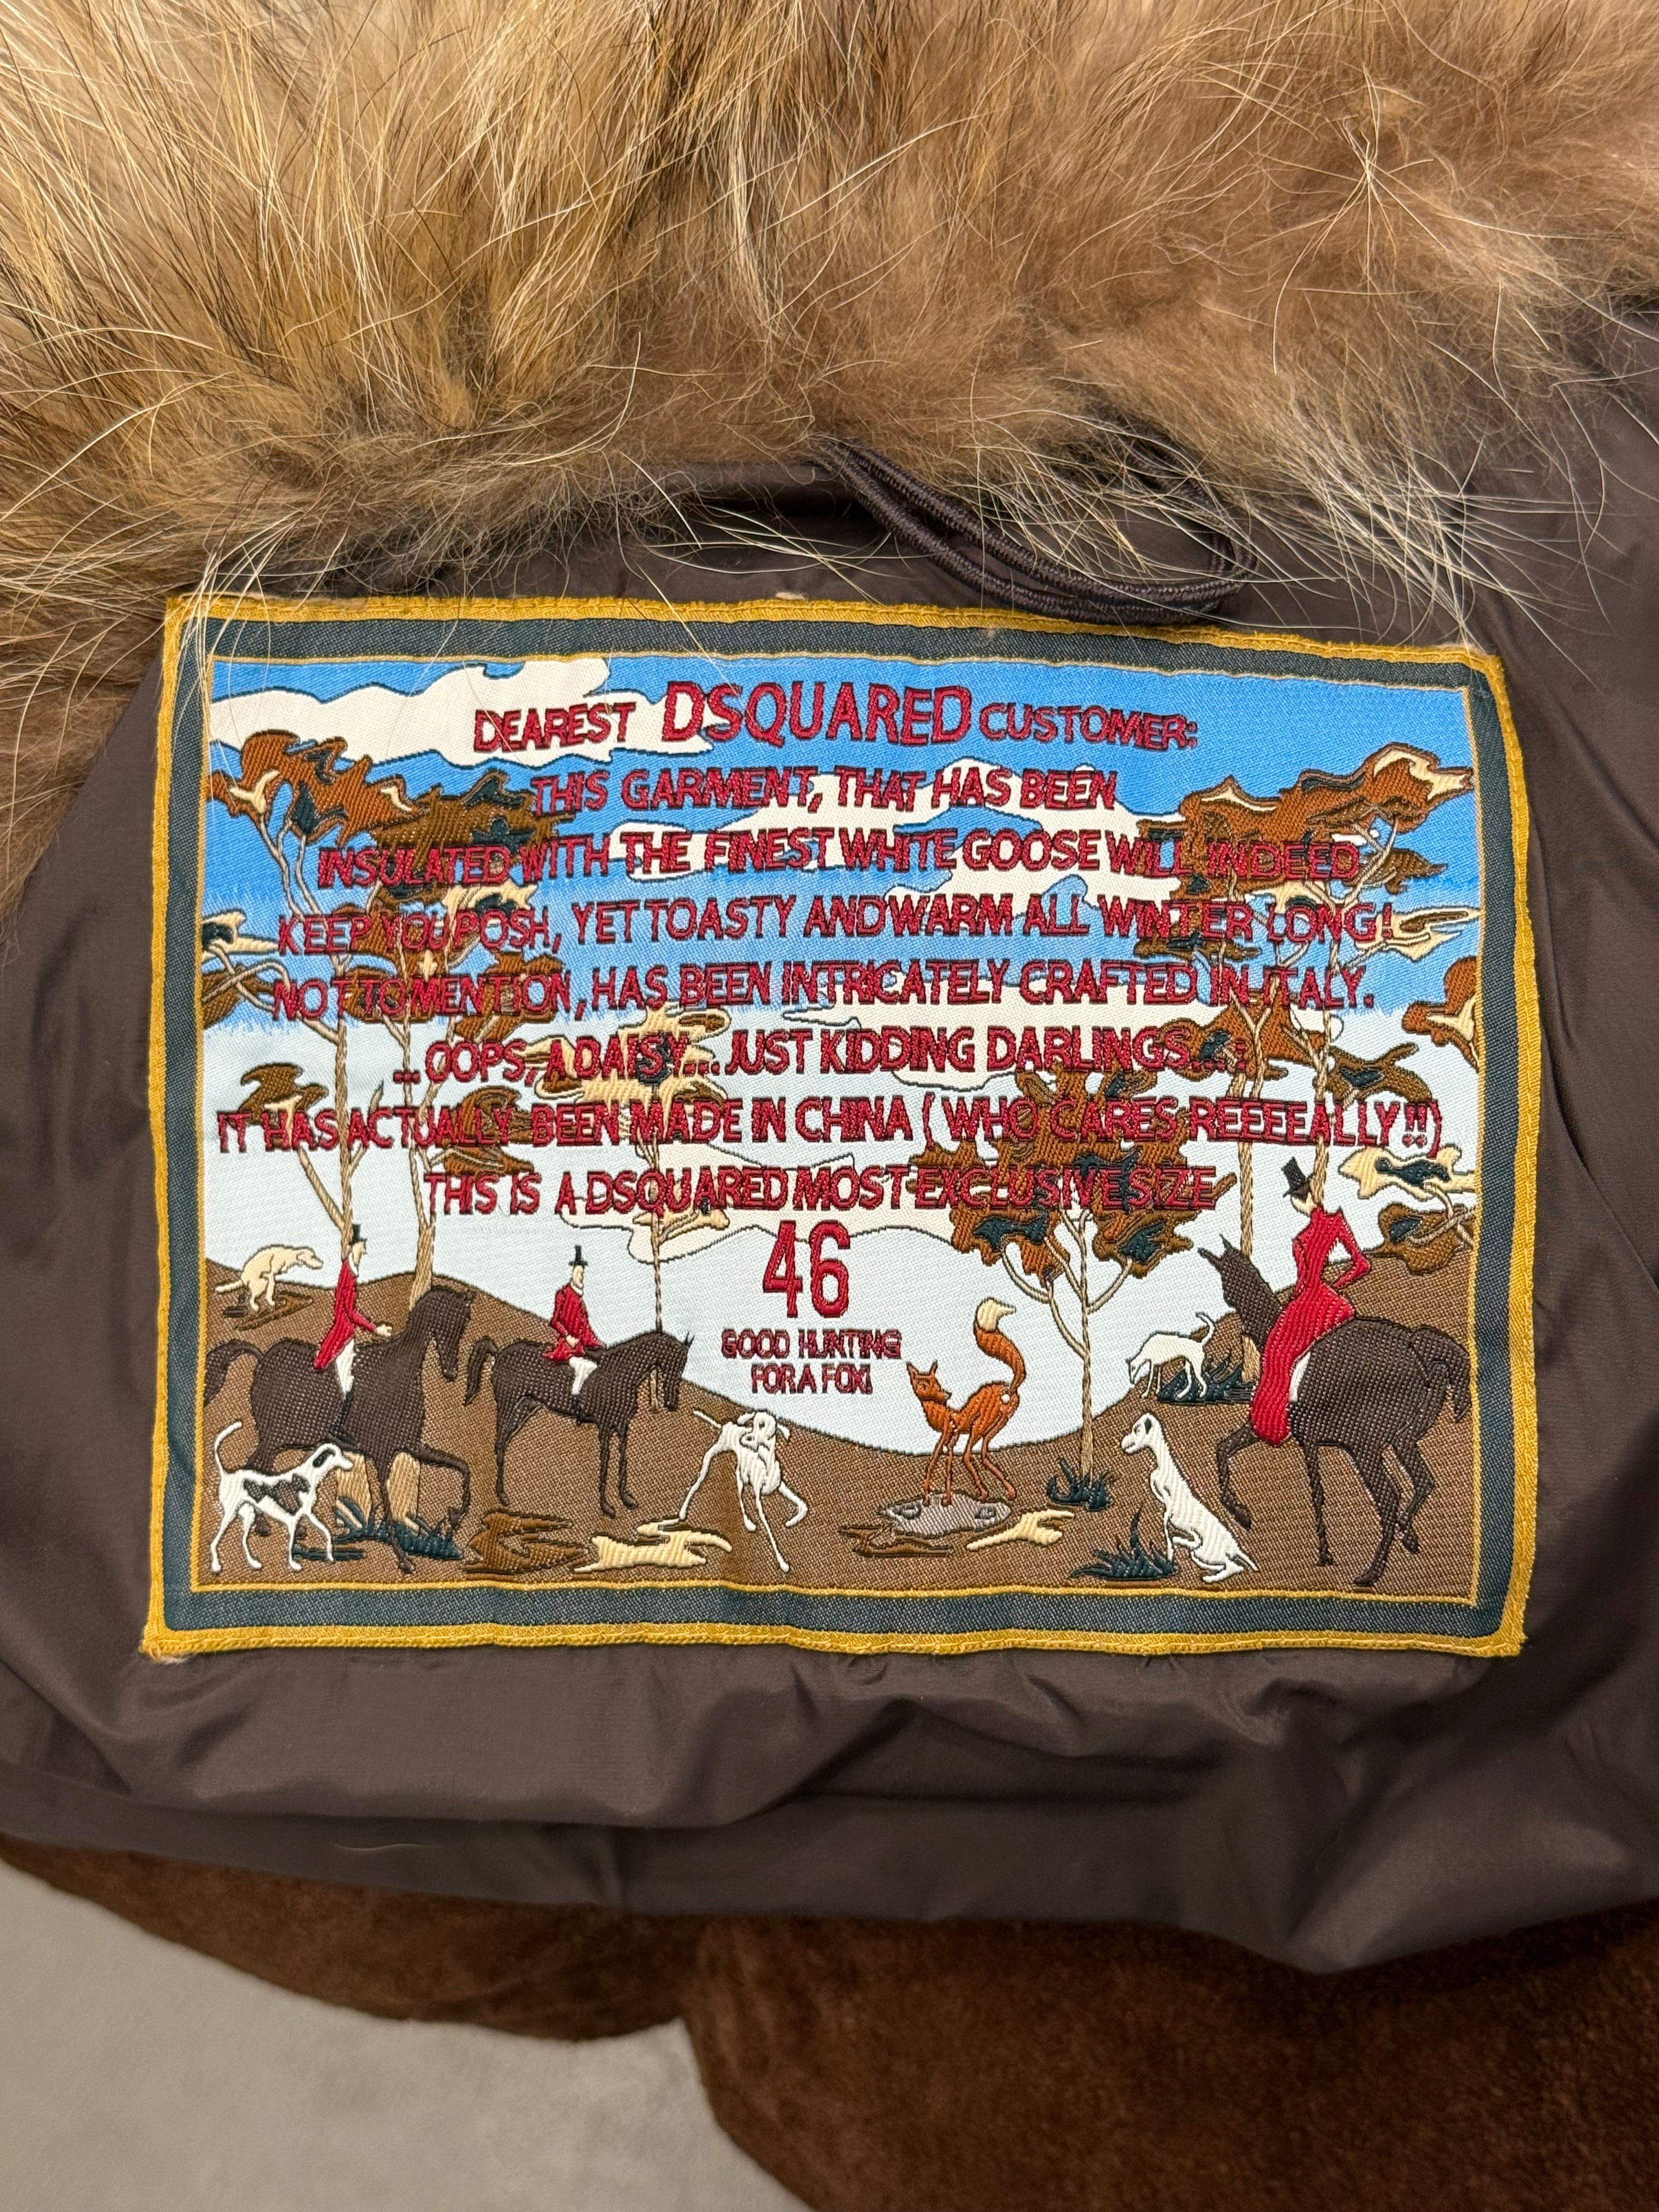 DEAREST DSQUARED CUSTOMER:
THIS GARMENT, THAT HAS BEEN
INSULATED WITH THE FINEST WHITE GOOSE WILL INDEED
KEEP YOU POSH, YET TOASTY AND WARM ALL WINTER LONG!
NOT TO MENTION, HAS BEEN INTRICATELY CRAFTED IN ITALY.
...OOPS, A DAISY... JUST KIDDING DARLINGS...:
IT HAS ACTUALLY BEEN MADE IN CHINA ( WHO CARES REEEEALLY !!)
THIS IS A DSQUARED MOST EXCLUSIVE SIZE
46
GOOD HUNTING
FOR A FOX!